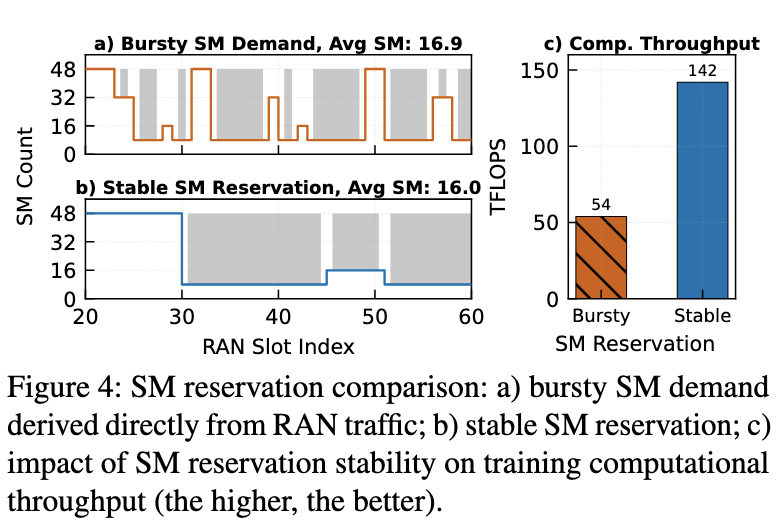 a) Bursty SM Demand, Avg SM: 16.9
48
32
16
0
b) Stable SM Reservation, Avg SM: 16.0
48
32
16
0
20 30 40 50 60
SM Count
RAN Slot Index
c) Comp. Throughput
150
100
50
0
TFLOPS
54
142
Bursty Stable
SM Reservation
Figure 4: SM reservation comparison: a) bursty SM demand
derived directly from RAN traffic; b) stable SM reservation; c)
impact of SM reservation stability on training computational
throughput (the higher, the better).